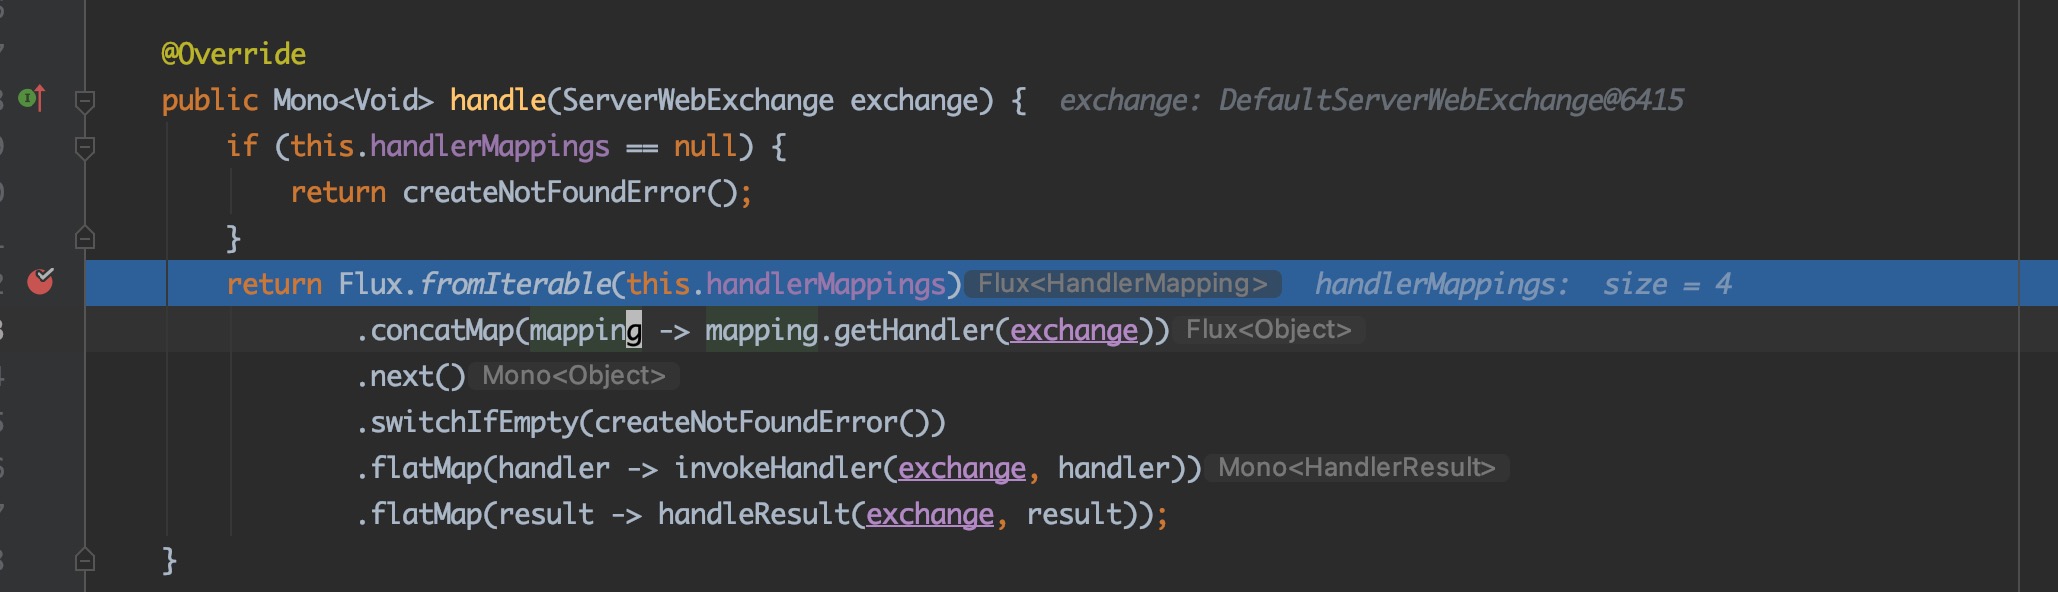 @Override
public Mono<Void> handle(ServerWebExchange exchange) { exchange: DefaultServerWebExchange@6415
if (this.handlerMappings == null) {
return createNotFoundError();
}
return Flux.fromIterable(this.handlerMappings) Flux<HandlerMapping> handlerMappings: size = 4
.concatMap(mapping -> mapping.getHandler(exchange)) Flux<Object>
.next() Mono<Object>
.switchIfEmpty(createNotFoundError())
.flatMap(handler -> invokeHandler(exchange, handler)) Mono<HandlerResult>
.flatMap(result -> handleResult(exchange, result));
}